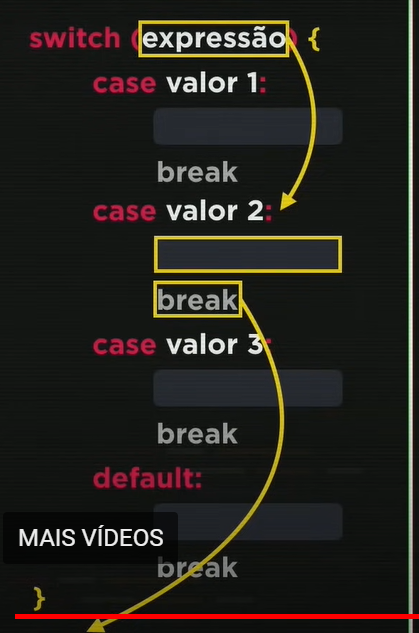 switch (expressão) {
case valor 1:
break
case valor 2:
break
case valor 3:
break
default:
MAIS VÍDEOS
break
}